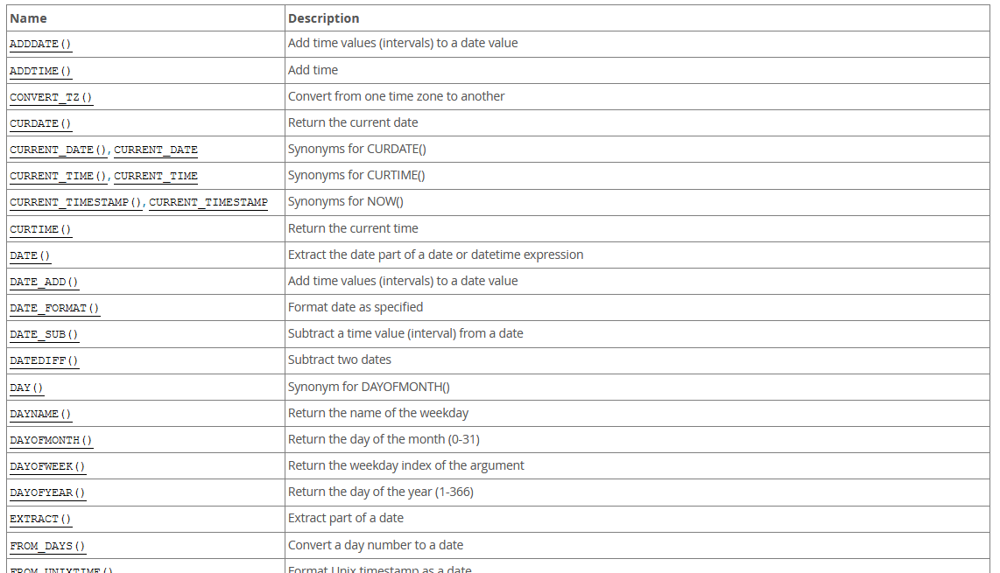 Name Description
ADDDATE() Add time values (intervals) to a date value
ADDTIME() Add time
CONVERT_TZ() Convert from one time zone to another
CURDATE() Return the current date
CURRENT_DATE(), CURRENT_DATE Synonyms for CURDATE()
CURRENT_TIME(), CURRENT_TIME Synonyms for CURTIME()
CURRENT_TIMESTAMP(), CURRENT_TIMESTAMP Synonyms for NOW()
CURTIME() Return the current time
DATE() Extract the date part of a date or datetime expression
DATE_ADD() Add time values (intervals) to a date value
DATE_FORMAT() Format date as specified
DATE_SUB() Subtract a time value (interval) from a date
DATEDIFF() Subtract two dates
DAY() Synonym for DAYOFMONTH()
DAYNAME() Return the name of the weekday
DAYOFMONTH() Return the day of the month (0-31)
DAYOFWEEK() Return the weekday index of the argument
DAYOFYEAR() Return the day of the year (1-366)
EXTRACT() Extract part of a date
FROM_DAYS() Convert a day number to a date
FROM_UNIXTIME() Format Unix timestamp as a date